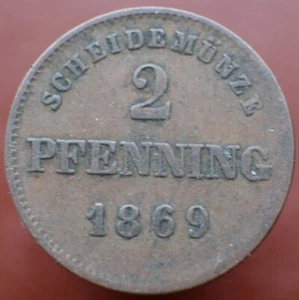 SCHEIDEMÜNZE
2
PFENNING
1869